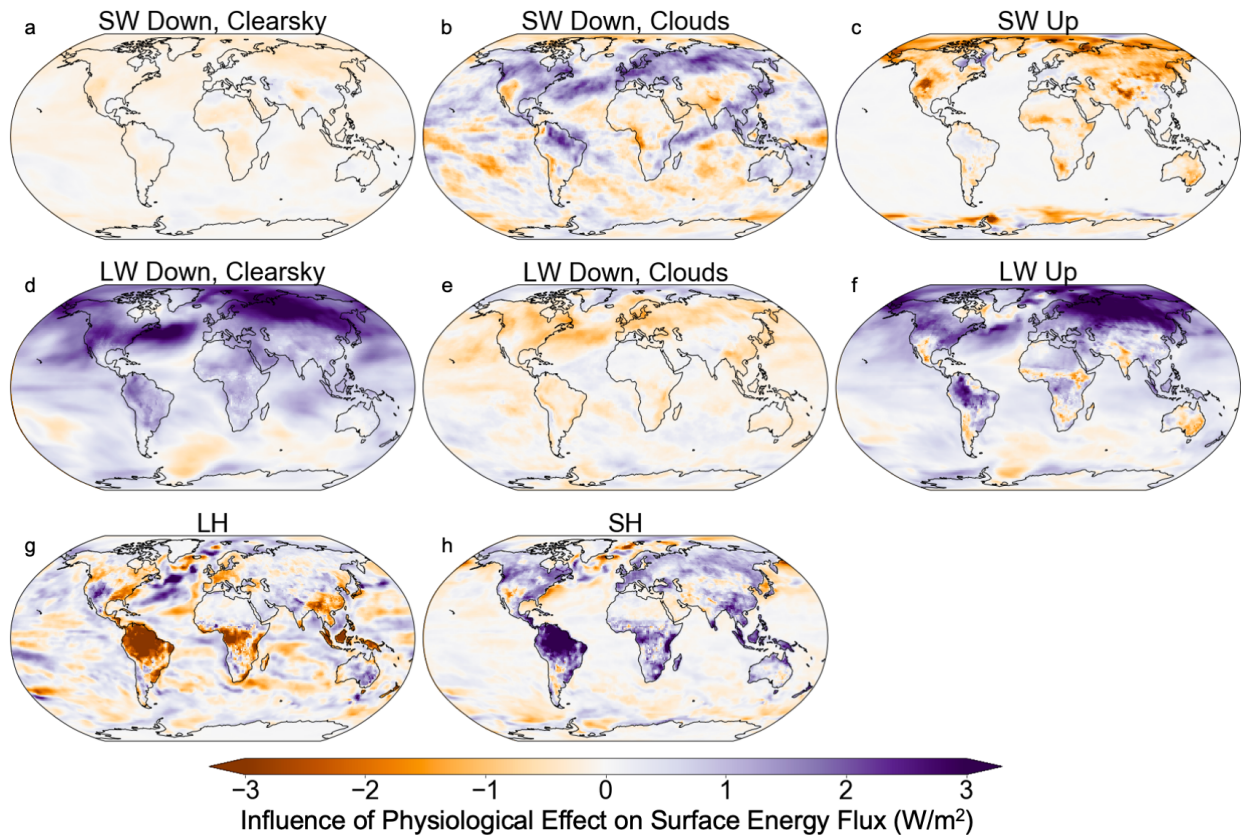 a SW Down, Clearsky
b SW Down, Clouds
c SW Up
d LW Down, Clearsky
e LW Down, Clouds
f LW Up
g LH
h SH
−3 −2 −1 0 1 2 3
Influence of Physiological Effect on Surface Energy Flux (W/m²)